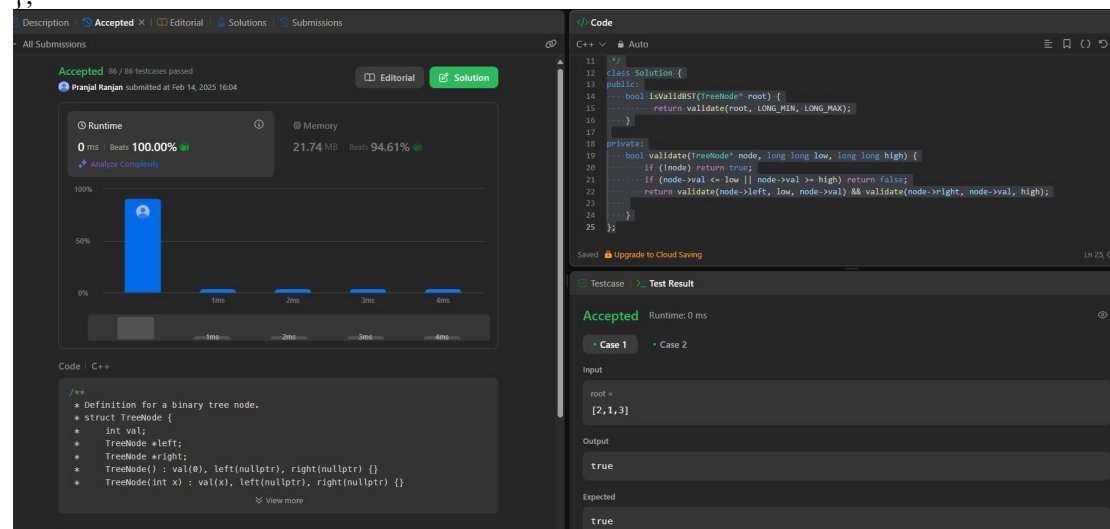 };
Description | Accepted × | Editorial | Solutions | Submissions
All Submissions
Accepted 86 / 86 testcases passed
Pranjal Ranjan submitted at Feb 14, 2025 16:04
Editorial
Solution
Runtime
0 ms | Beats 100.00%
Analyze Complexity
Memory
21.74 MB | Beats 94.61%
100%
50%
0%
1ms 2ms 3ms 4ms
1ms 2ms 3ms 4ms
Code | C++
/**
* Definition for a binary tree node.
* struct TreeNode {
*     int val;
*     TreeNode *left;
*     TreeNode *right;
*     TreeNode() : val(0), left(nullptr), right(nullptr) {}
*     TreeNode(int x) : val(x), left(nullptr), right(nullptr) {}
View more
</> Code
C++ Auto
11 */
12 class Solution {
13 public:
14     bool isValidBST(TreeNode* root) {
15         return validate(root, LONG_MIN, LONG_MAX);
16     }
17
18 private:
19     bool validate(TreeNode* node, long long low, long long high) {
20         if (!node) return true;
21         if (node->val <= low || node->val >= high) return false;
22         return validate(node->left, low, node->val) && validate(node->right, node->val, high);
23
24     }
25 };
Saved Upgrade to Cloud Saving
Ln 25,
Testcase | >_ Test Result
Accepted Runtime: 0 ms
• Case 1 • Case 2
Input
root =
[2,1,3]
Output
true
Expected
true